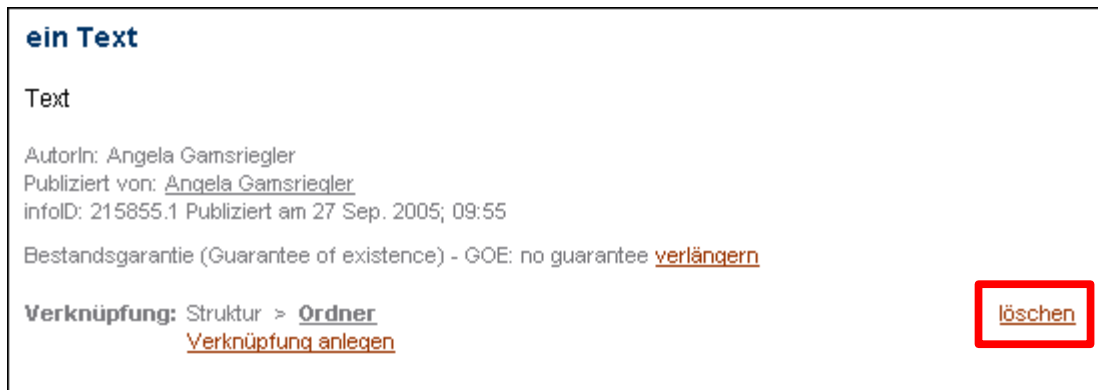 ein Text
Text
AutorIn: Angela Gamsriegler
Publiziert von: Angela Gamsriegler
infoID: 215855.1 Publiziert am 27 Sep. 2005; 09:55
Bestandsgarantie (Guarantee of existence) - GOE: no guarantee verlängern
Verknüpfung: Struktur > Ordner löschen
Verknüpfung anlegen